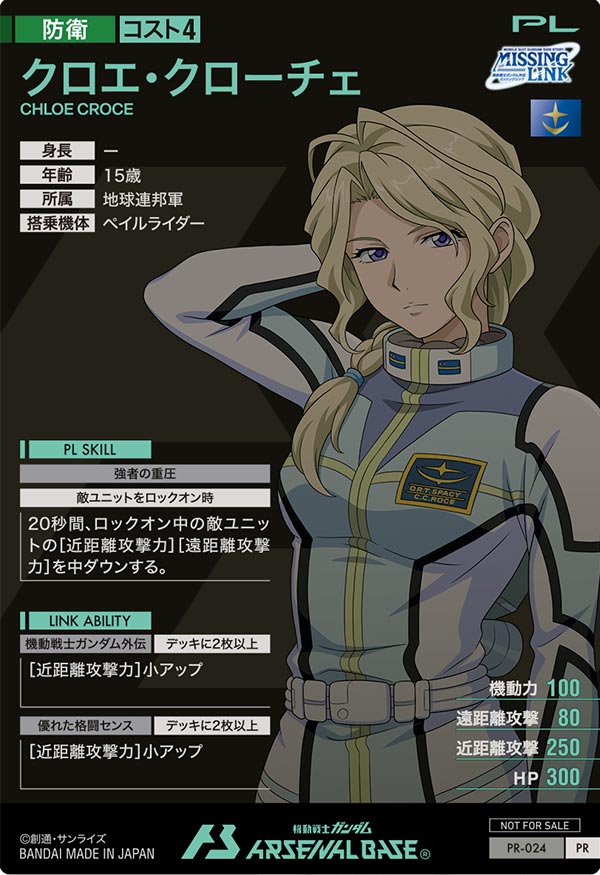 防衛 コスト4
PL
クロエ・クローチェ
CHLOE CROCE
MOBILE SUIT GUNDAM SIDE STORY
MISSING LINK
身長 ー
年齢 15歳
所属 地球連邦軍
搭乗機体 ペイルライダー
PL SKILL
強者の重圧
敵ユニットをロックオン時
20秒間、ロックオン中の敵ユニッ
トの[近距離攻撃力][遠距離攻撃
力]を中ダウンする。
LINK ABILITY
機動戦士ガンダム外伝 デッキに2枚以上
[近距離攻撃力]小アップ
優れた格闘センス デッキに2枚以上
[近距離攻撃力]小アップ
O.R.T. SPACY
C.C.ROCE
機動力 100
遠距離攻撃 80
近距離攻撃 250
HP 300
©創通・サンライズ
BANDAI MADE IN JAPAN
機動戦士ガンダム
ARSENAL BASE®
NOT FOR SALE
PR-024 PR